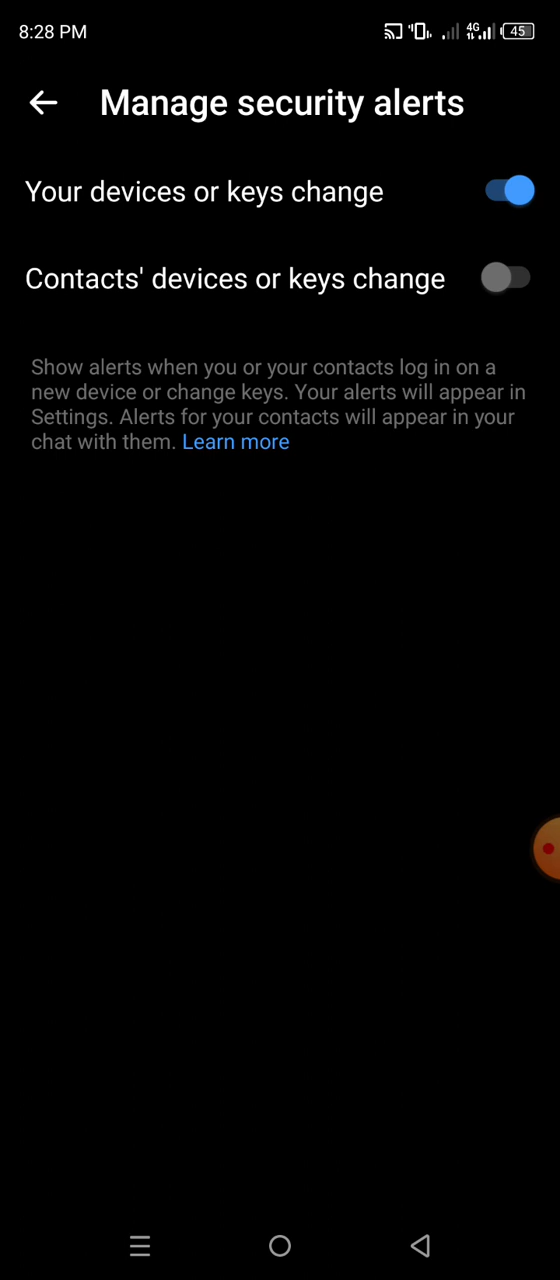 8:28 PM
4G
45
Manage security alerts
Your devices or keys change
Contacts' devices or keys change
Show alerts when you or your contacts log in on a
new device or change keys. Your alerts will appear in
Settings. Alerts for your contacts will appear in your
chat with them. Learn more